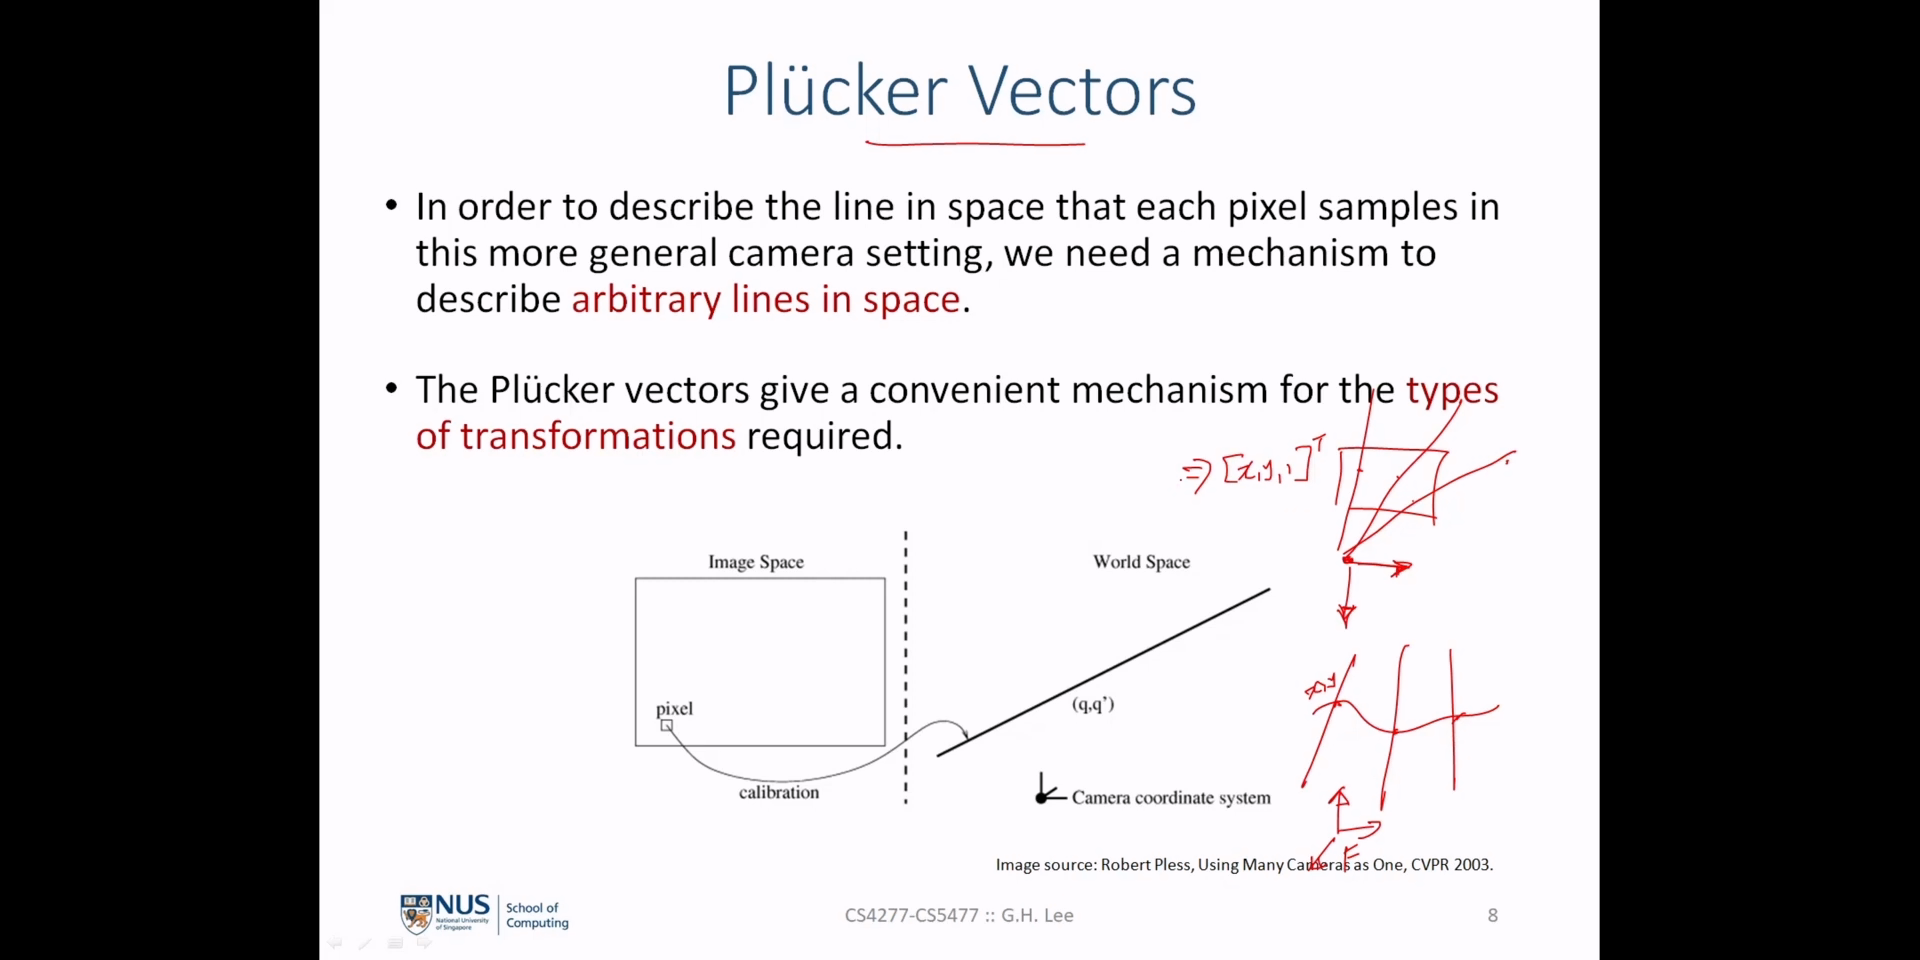 Plücker Vectors
• In order to describe the line in space that each pixel samples in
this more general camera setting, we need a mechanism to
describe arbitrary lines in space.
• The Plücker vectors give a convenient mechanism for the types
of transformations required.
⇒ [x,y,1]ᵀ
Image Space
World Space
pixel
(q,q')
x,y
calibration
Camera coordinate system
F
Image source: Robert Pless, Using Many Cameras as One, CVPR 2003.
NUS
National University
of Singapore
School of
Computing
CS4277-CS5477 :: G.H. Lee
8